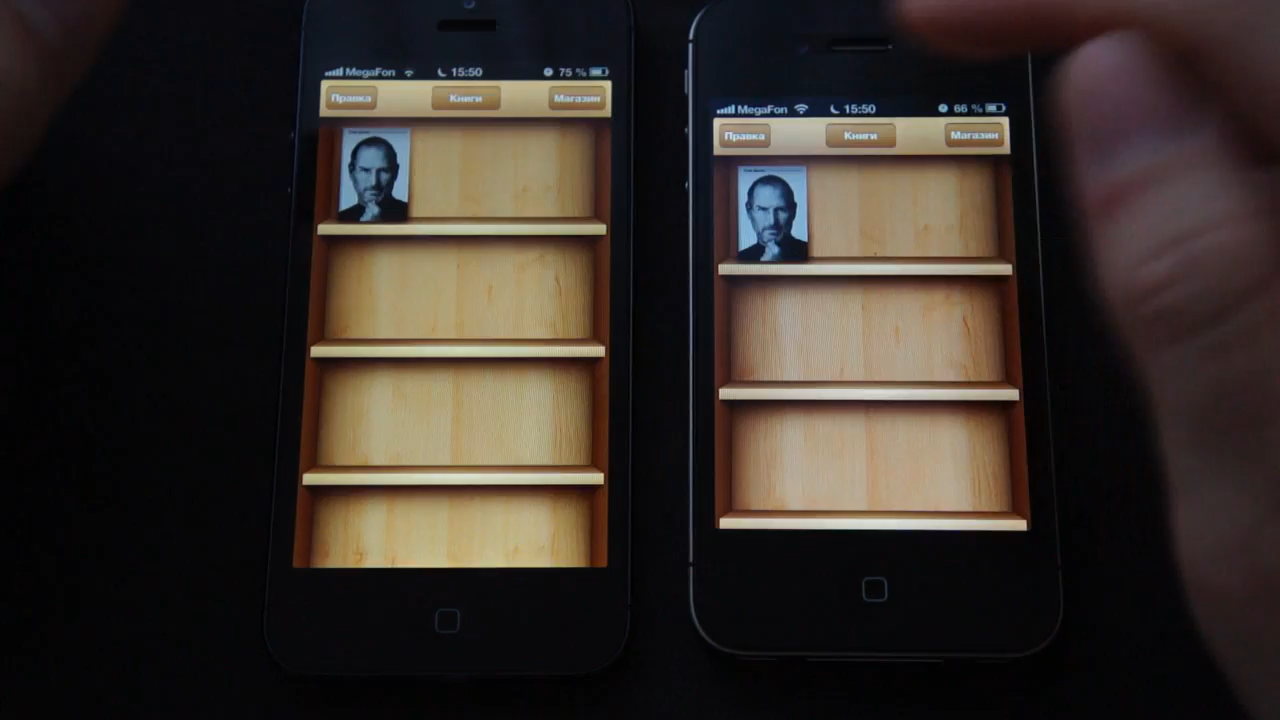 MegaFon 15:50 75 %
Правка Книги Магазин
MegaFon 15:50 66 %
Правка Книги Магазин